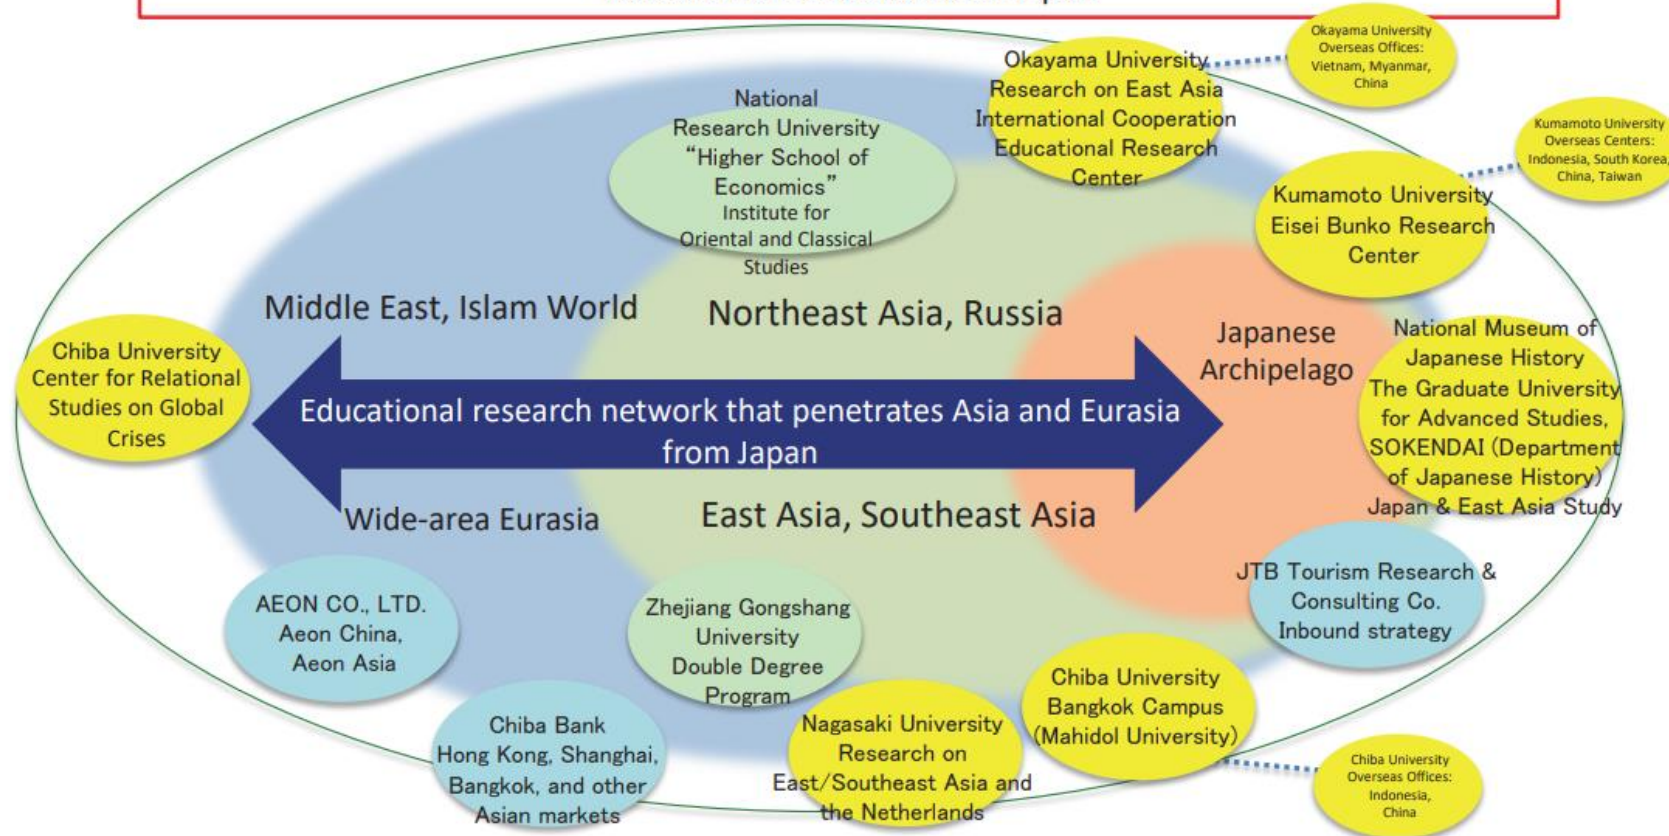 Okayama University
Overseas Offices:
Vietnam, Myanmar,
China
Okayama University
Research on East Asia
International Cooperation
Educational Research
Center
National
Research University
“Higher School of
Economics”
Institute for
Oriental and Classical
Studies
Kumamoto University
Overseas Centers:
Indonesia, South Korea,
China, Taiwan
Kumamoto University
Eisei Bunko Research
Center
Middle East, Islam World
Northeast Asia, Russia
Japanese
Archipelago
National Museum of
Japanese History
The Graduate University
for Advanced Studies,
SOKENDAI (Department
of Japanese History)
Japan & East Asia Study
Chiba University
Center for Relational
Studies on Global
Crises
Educational research network that penetrates Asia and Eurasia
from Japan
Wide-area Eurasia
East Asia, Southeast Asia
JTB Tourism Research &
Consulting Co.
Inbound strategy
AEON CO., LTD.
Aeon China,
Aeon Asia
Zhejiang Gongshang
University
Double Degree
Program
Chiba University
Bangkok Campus
(Mahidol University)
Chiba Bank
Hong Kong, Shanghai,
Bangkok, and other
Asian markets
Nagasaki University
Research on
East/Southeast Asia and
the Netherlands
Chiba University
Overseas Offices:
Indonesia,
China